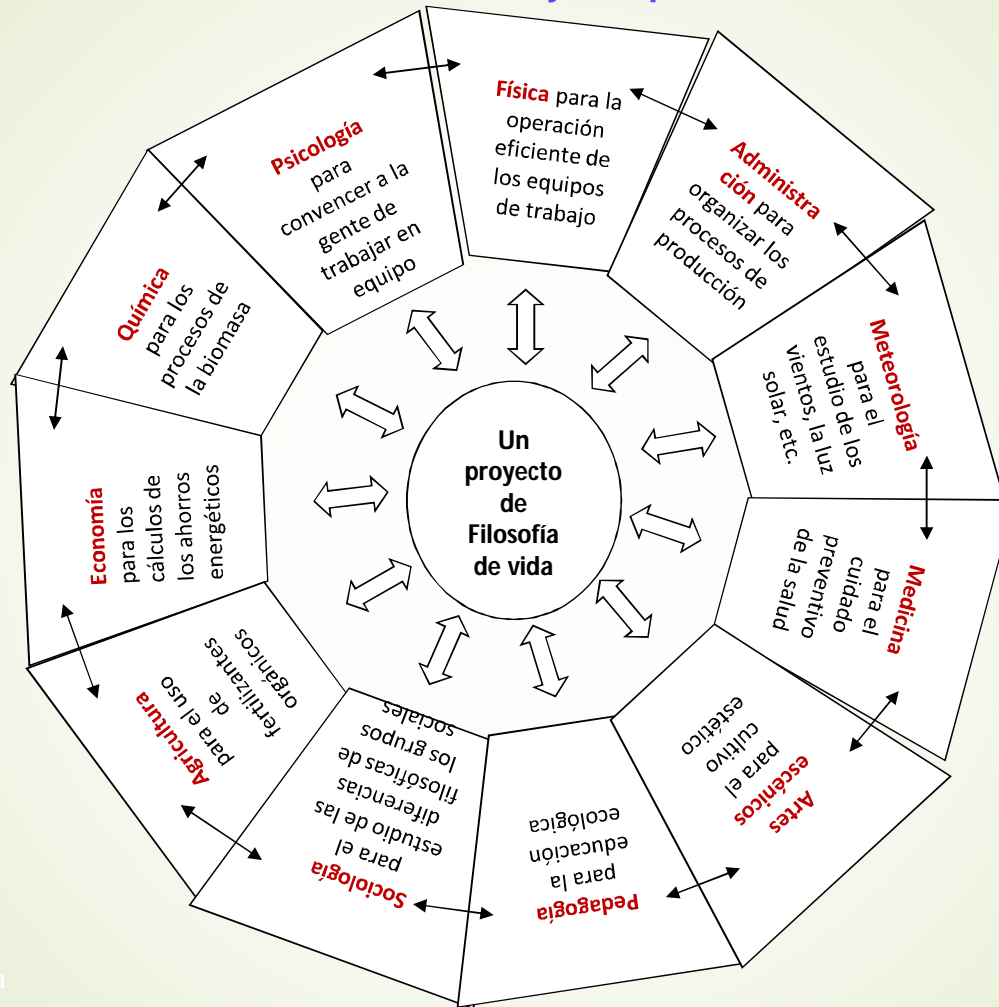 Física para la
operación
eficiente de
los equipos
de trabajo
Administra
ción para
organizar los
procesos de
producción
Meteorología
para el
estudio de los
vientos, la luz
solar, etc.
Medicina
para el
cuidado
preventivo
de la salud
Artes
escénicos
para el
cultivo
estético
Pedagogía
para la
educación
ecológica
Sociología
para el
estudio de las
diferencias
filosóficas de
los grupos
sociales
Agricultura
para el uso
de
fertilizantes
orgánicos
Economía
para los
cálculos de
los ahorros
energéticos
Química
para los
procesos de
la biomasa
Psicología
para
convencer a la
gente de
trabajar en
equipo
Un
proyecto
de
Filosofía
de vida
a